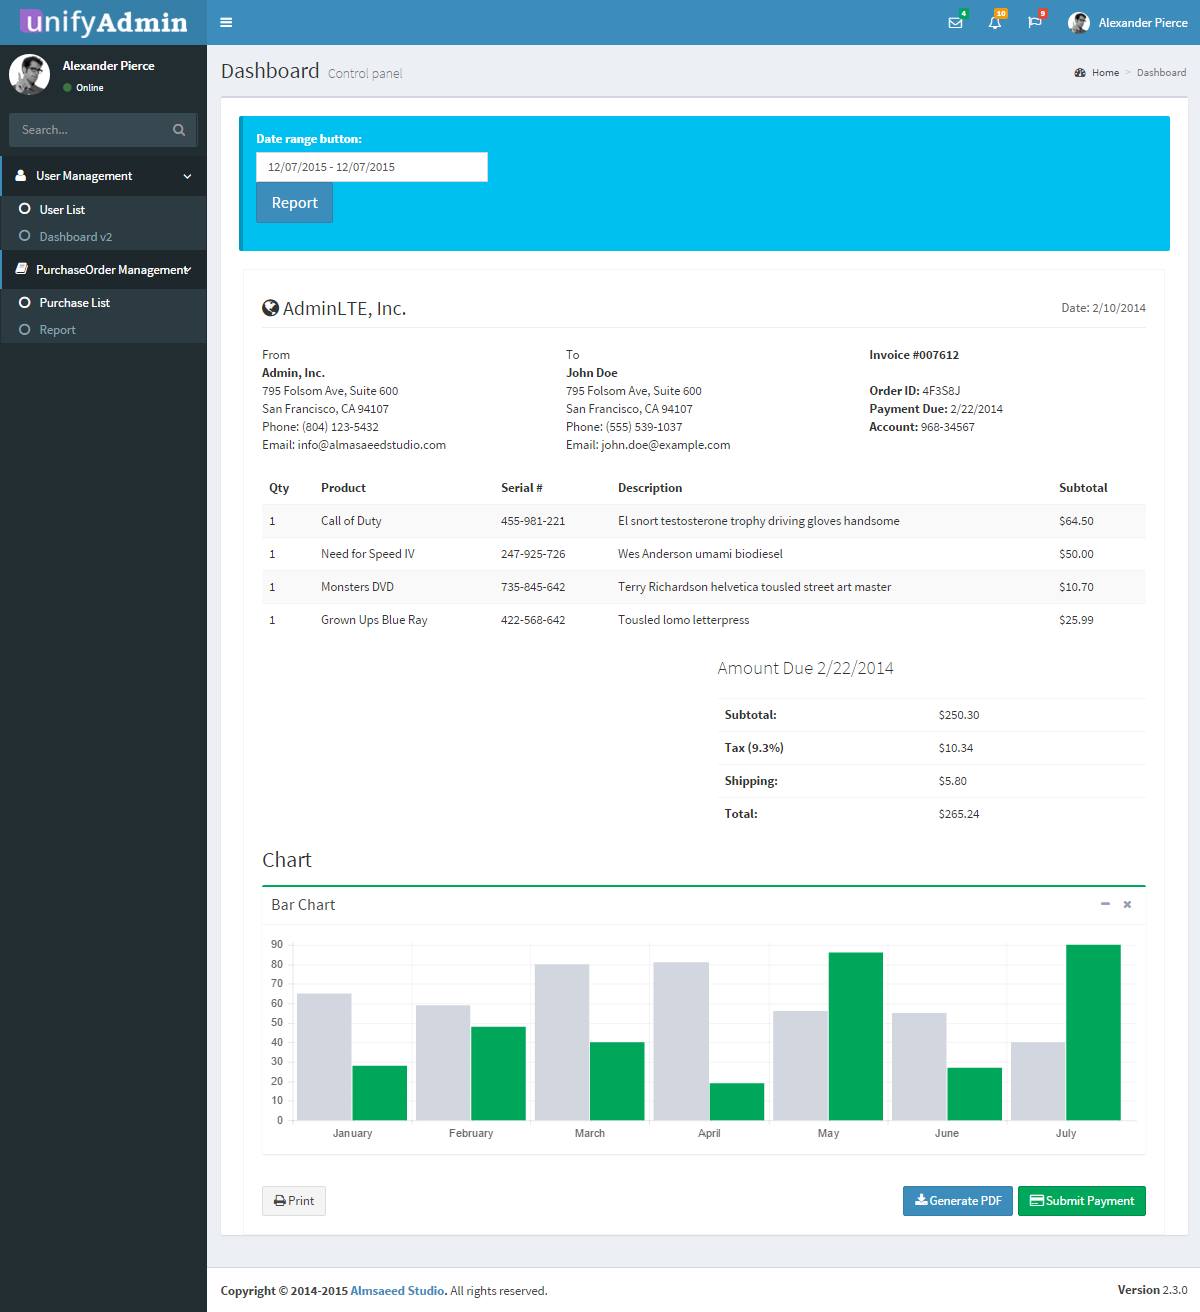 unifyAdmin
4
10
9
Alexander Pierce
Alexander Pierce
Online
Search...
User Management
User List
Dashboard v2
PurchaseOrder Management
Purchase List
Report
Dashboard Control panel
Home > Dashboard
Date range button:
12/07/2015 - 12/07/2015
Report
AdminLTE, Inc.
Date: 2/10/2014
From
Admin, Inc.
795 Folsom Ave, Suite 600
San Francisco, CA 94107
Phone: (804) 123-5432
Email: info@almasaeedstudio.com
To
John Doe
795 Folsom Ave, Suite 600
San Francisco, CA 94107
Phone: (555) 539-1037
Email: john.doe@example.com
Invoice #007612
Order ID: 4F3S8J
Payment Due: 2/22/2014
Account: 968-34567
Qty Product Serial # Description Subtotal
1 Call of Duty 455-981-221 El snort testosterone trophy driving gloves handsome $64.50
1 Need for Speed IV 247-925-726 Wes Anderson umami biodiesel $50.00
1 Monsters DVD 735-845-642 Terry Richardson helvetica tousled street art master $10.70
1 Grown Ups Blue Ray 422-568-642 Tousled lomo letterpress $25.99
Amount Due 2/22/2014
Subtotal: $250.30
Tax (9.3%) $10.34
Shipping: $5.80
Total: $265.24
Chart
Bar Chart
90
80
70
60
50
40
30
20
10
0
January February March April May June July
Print
Generate PDF
Submit Payment
Copyright © 2014-2015 Almsaeed Studio. All rights reserved.
Version 2.3.0